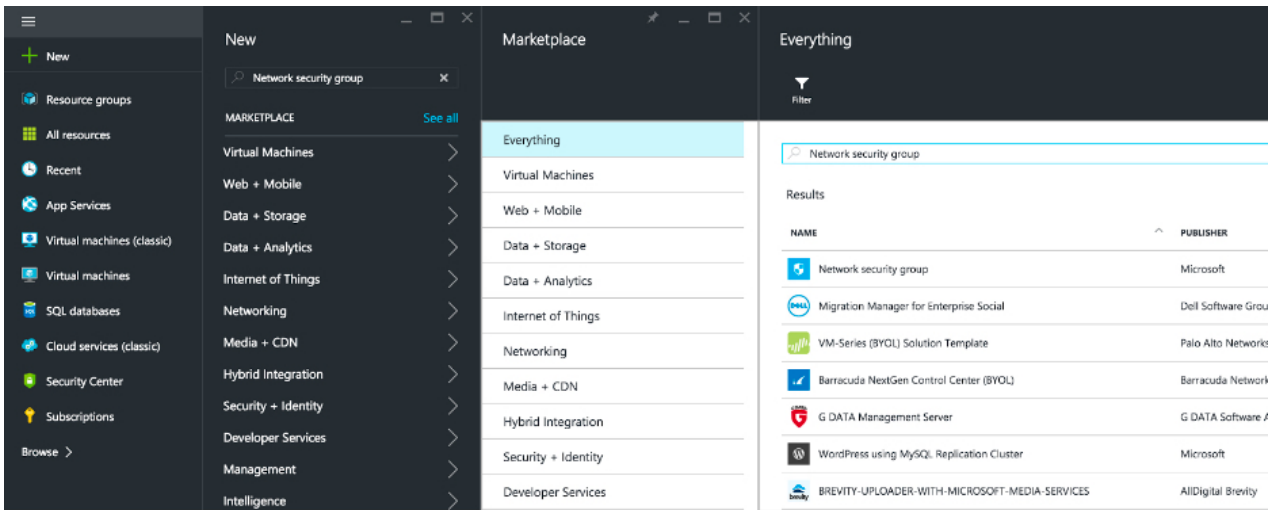 New
Resource groups
All resources
Recent
App Services
Virtual machines (classic)
Virtual machines
SQL databases
Cloud services (classic)
Security Center
Subscriptions
Browse >
New
Network security group
MARKETPLACE See all
Virtual Machines
Web + Mobile
Data + Storage
Data + Analytics
Internet of Things
Networking
Media + CDN
Hybrid Integration
Security + Identity
Developer Services
Management
Intelligence
Marketplace
Everything
Virtual Machines
Web + Mobile
Data + Storage
Data + Analytics
Internet of Things
Networking
Media + CDN
Hybrid Integration
Security + Identity
Developer Services
Everything
Filter
Network security group
Results
NAME PUBLISHER
Network security group Microsoft
DELL Migration Manager for Enterprise Social Dell Software Grou
VM-Series (BYOL) Solution Template Palo Alto Networks
Barracuda NextGen Control Center (BYOL) Barracuda Network
G DATA Management Server G DATA Software A
WordPress using MySQL Replication Cluster Microsoft
brevity BREVITY-UPLOADER-WITH-MICROSOFT-MEDIA-SERVICES AllDigital Brevity